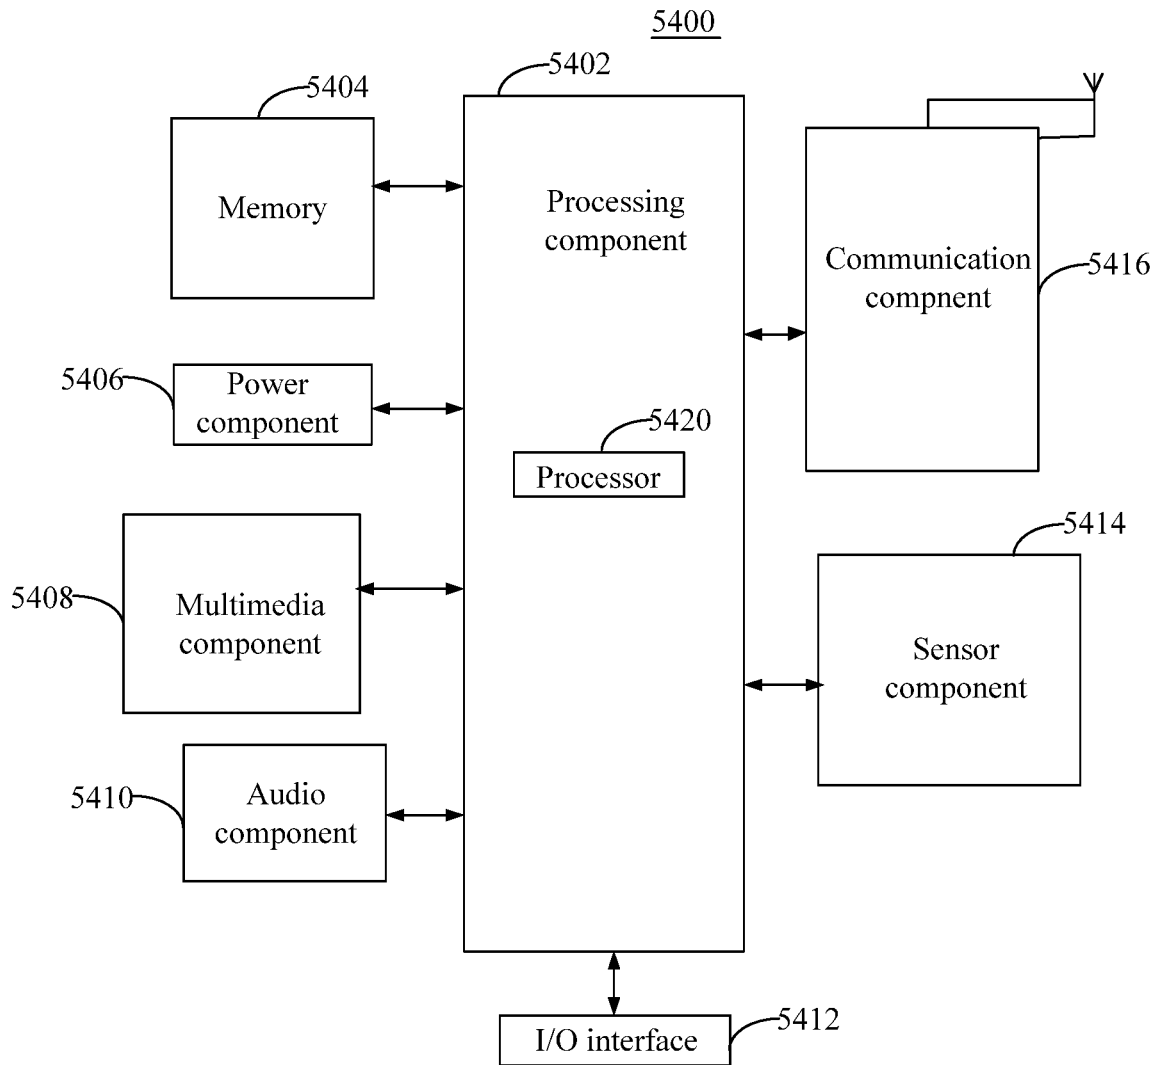 5400
5402
5404
Memory
Processing
component
Communication
compnent
5416
5406
Power
component
5420
Processor
5414
5408
Multimedia
component
Sensor
component
5410
Audio
component
I/O interface
5412